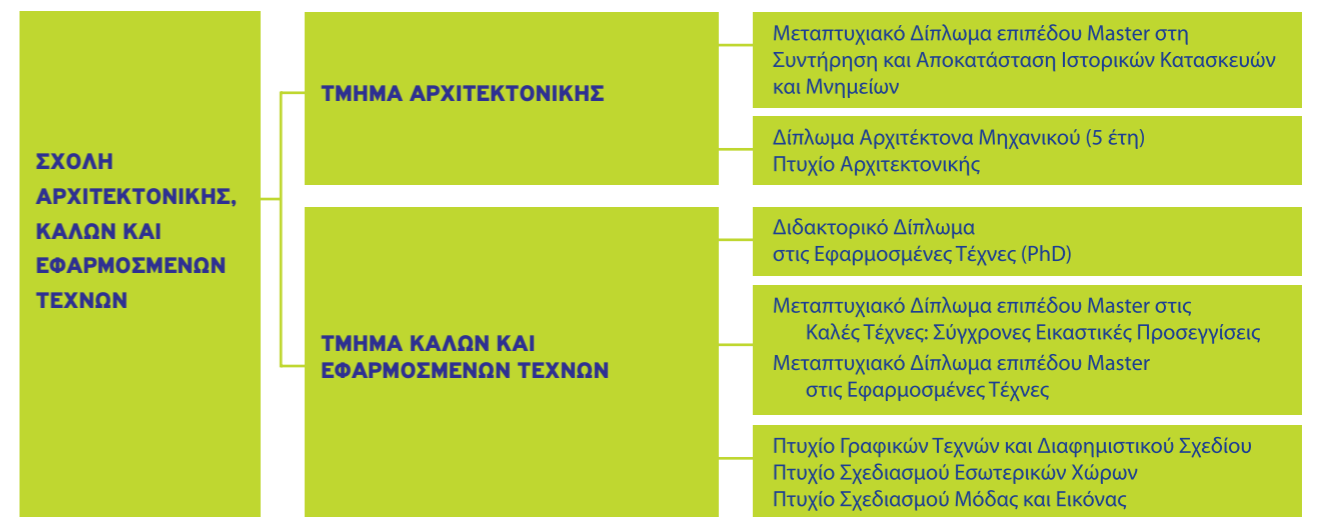 ΣΧΟΛΗ
ΑΡΧΙΤΕΚΤΟΝΙΚΗΣ,
ΚΑΛΩΝ ΚΑΙ
ΕΦΑΡΜΟΣΜΕΝΩΝ
ΤΕΧΝΩΝ
ΤΜΗΜΑ ΑΡΧΙΤΕΚΤΟΝΙΚΗΣ
Μεταπτυχιακό Δίπλωμα επιπέδου Master στη
Συντήρηση και Αποκατάσταση Ιστορικών Κατασκευών
και Μνημείων
Δίπλωμα Αρχιτέκτονα Μηχανικού (5 έτη)
Πτυχίο Αρχιτεκτονικής
ΤΜΗΜΑ ΚΑΛΩΝ ΚΑΙ
ΕΦΑΡΜΟΣΜΕΝΩΝ ΤΕΧΝΩΝ
Διδακτορικό Δίπλωμα
στις Εφαρμοσμένες Τέχνες (PhD)
Μεταπτυχιακό Δίπλωμα επιπέδου Master στις
Καλές Τέχνες: Σύγχρονες Εικαστικές Προσεγγίσεις
Μεταπτυχιακό Δίπλωμα επιπέδου Master
στις Εφαρμοσμένες Τέχνες
Πτυχίο Γραφικών Τεχνών και Διαφημιστικού Σχεδίου
Πτυχίο Σχεδιασμού Εσωτερικών Χώρων
Πτυχίο Σχεδιασμού Μόδας και Εικόνας